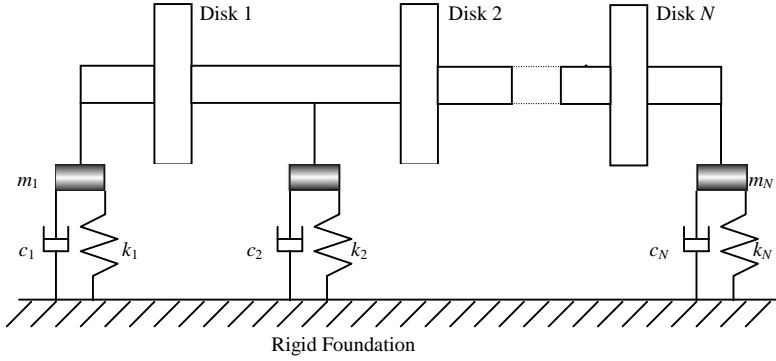 Disk 1
Disk 2
Disk N
m1
mN
c1
k1
c2
k2
cN
kN
Rigid Foundation